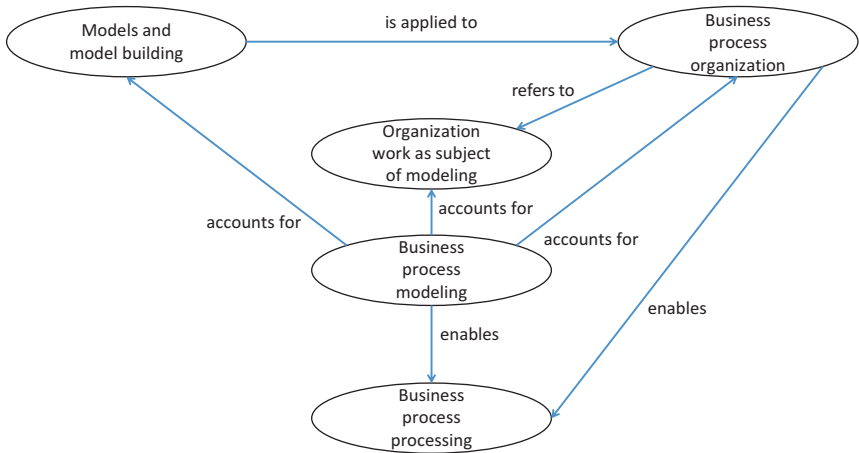 Models and
model building
is applied to
Business
process
organization
refers to
Organization
work as subject
of modeling
accounts for
accounts for
accounts for
Business
process
modeling
enables
enables
Business
process
processing